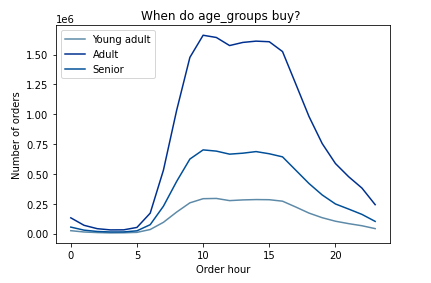 When do age_groups buy?
1e6
Young adult
Adult
Senior
1.50
1.25
1.00
0.75
0.50
0.25
0.00
Number of orders
0 5 10 15 20
Order hour